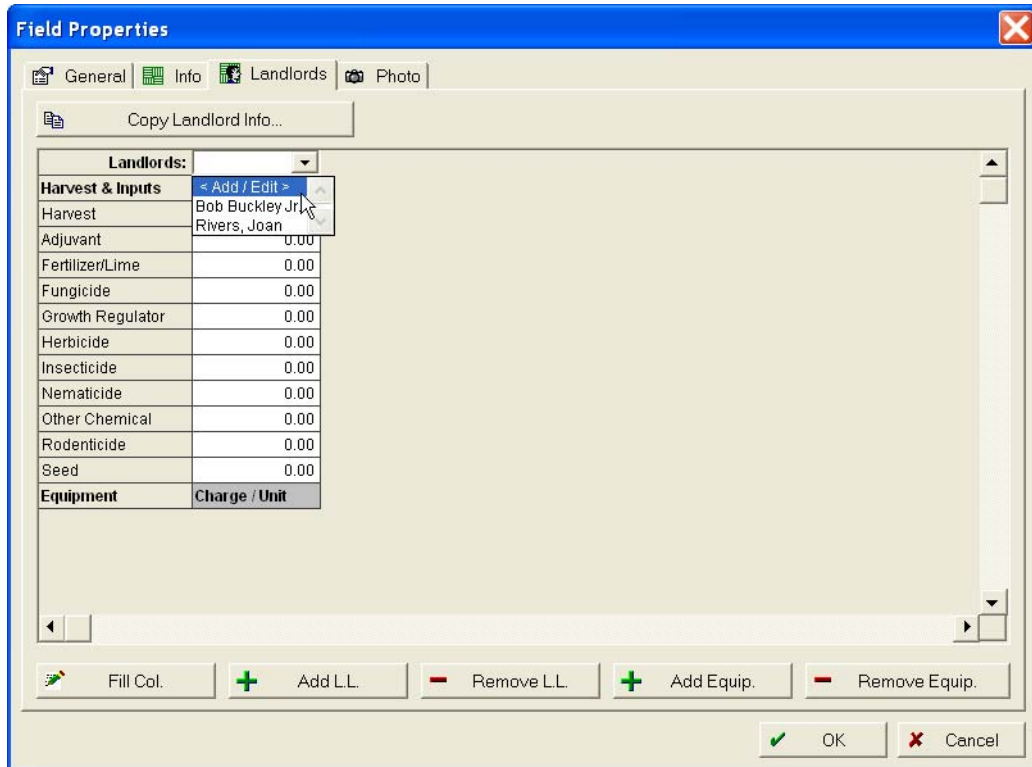 Field Properties
General Info Landlords Photo
Copy Landlord Info...
Landlords:
Harvest & Inputs < Add / Edit >
Bob Buckley Jr.
Harvest
Rivers, Joan
Adjuvant 0.00
Fertilizer/Lime 0.00
Fungicide 0.00
Growth Regulator 0.00
Herbicide 0.00
Insecticide 0.00
Nematicide 0.00
Other Chemical 0.00
Rodenticide 0.00
Seed 0.00
Equipment Charge / Unit
Fill Col. Add L.L. Remove L.L. Add Equip. Remove Equip.
OK Cancel